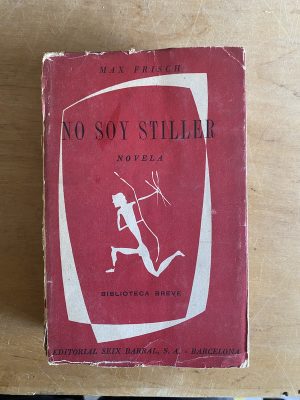 MAX FRISCH
NO SOY STILLER
NOVELA
BIBLIOTECA BREVE
EDITORIAL SEIX BARRAL, S. A. - BARCELONA